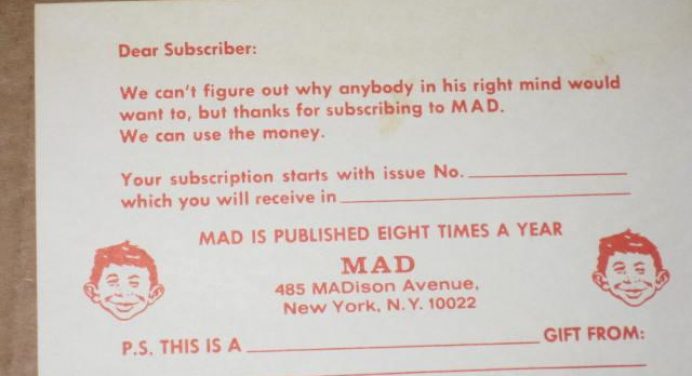 Dear Subscriber:
We can't figure out why anybody in his right mind would
want to, but thanks for subscribing to MAD.
We can use the money.
Your subscription starts with issue No.
which you will receive in
MAD IS PUBLISHED EIGHT TIMES A YEAR
MAD
485 MADison Avenue,
New York, N.Y. 10022
P.S. THIS IS A GIFT FROM: